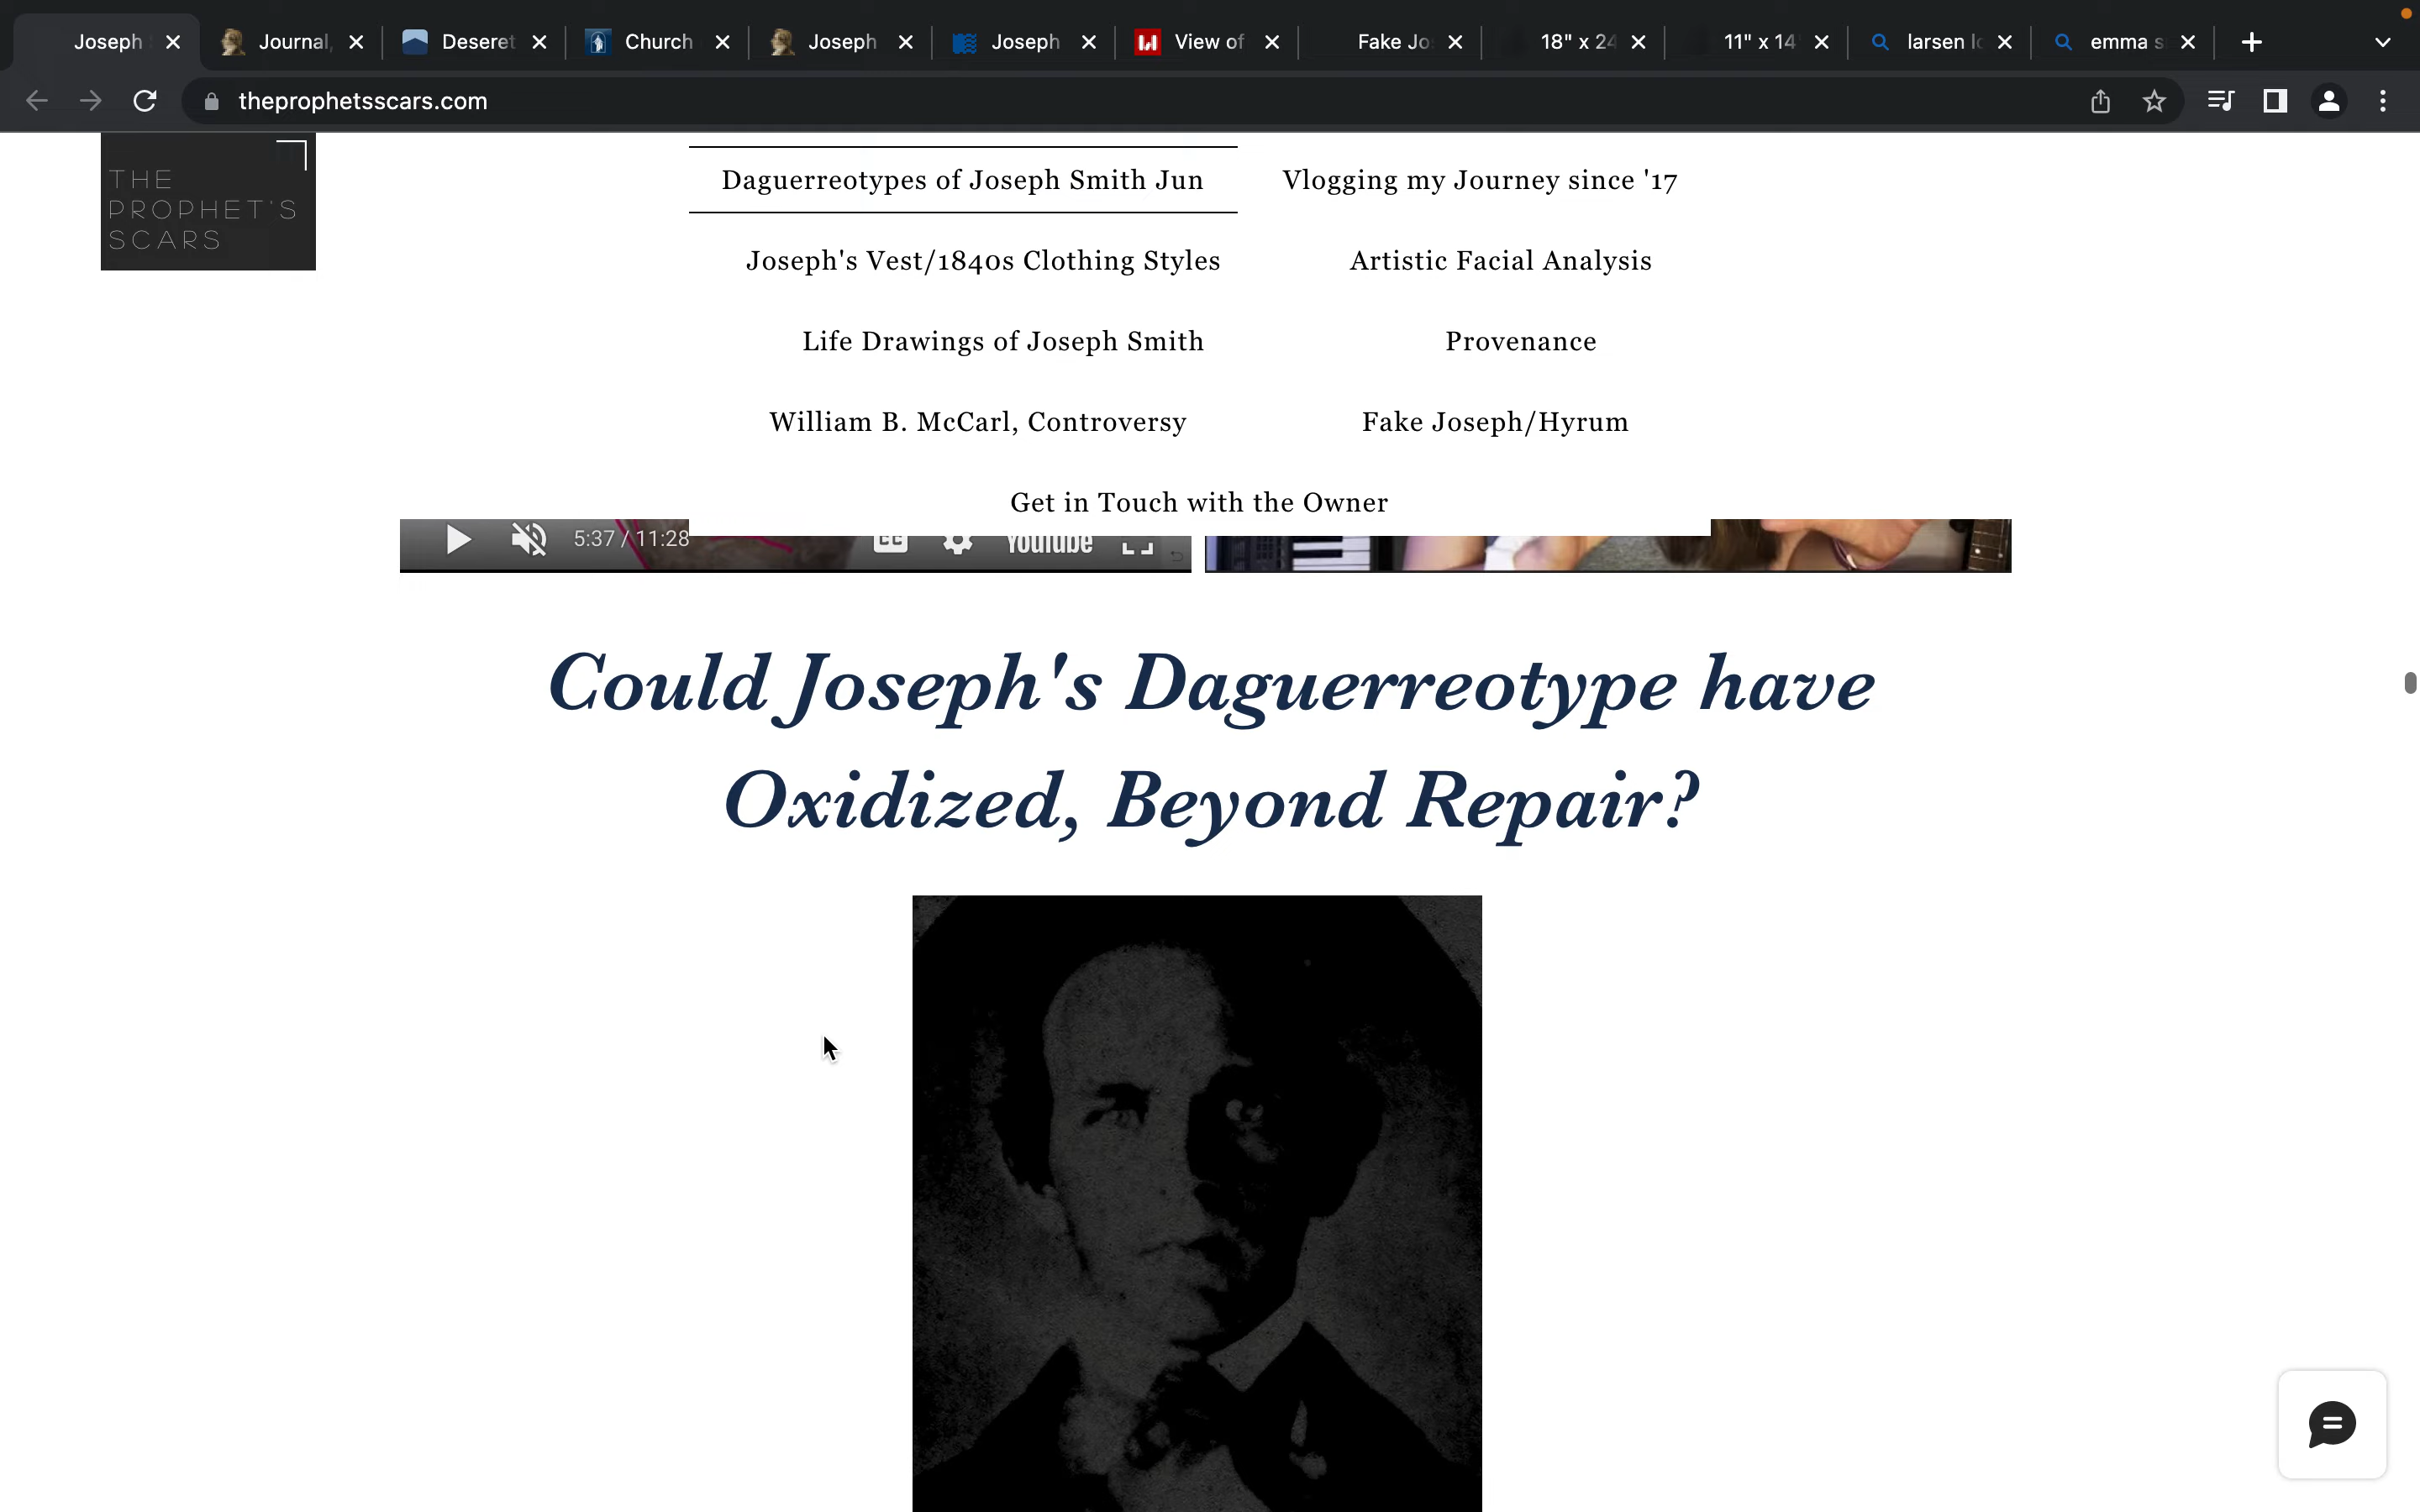 Joseph
Journal,
Deseret
Church
Joseph
Joseph
View of
Fake Jo
18" x 24
11" x 14
larsen
emma s
theprophetsscars.com
THE
PROPHET'S
SCARS
Daguerreotypes of Joseph Smith Jun
Vlogging my Journey since '17
Joseph's Vest/1840s Clothing Styles
Artistic Facial Analysis
Life Drawings of Joseph Smith
Provenance
William B. McCarl, Controversy
Fake Joseph/Hyrum
Get in Touch with the Owner
5:37 / 11:28
CC
YouTube
Could Joseph's Daguerreotype have
Oxidized, Beyond Repair?